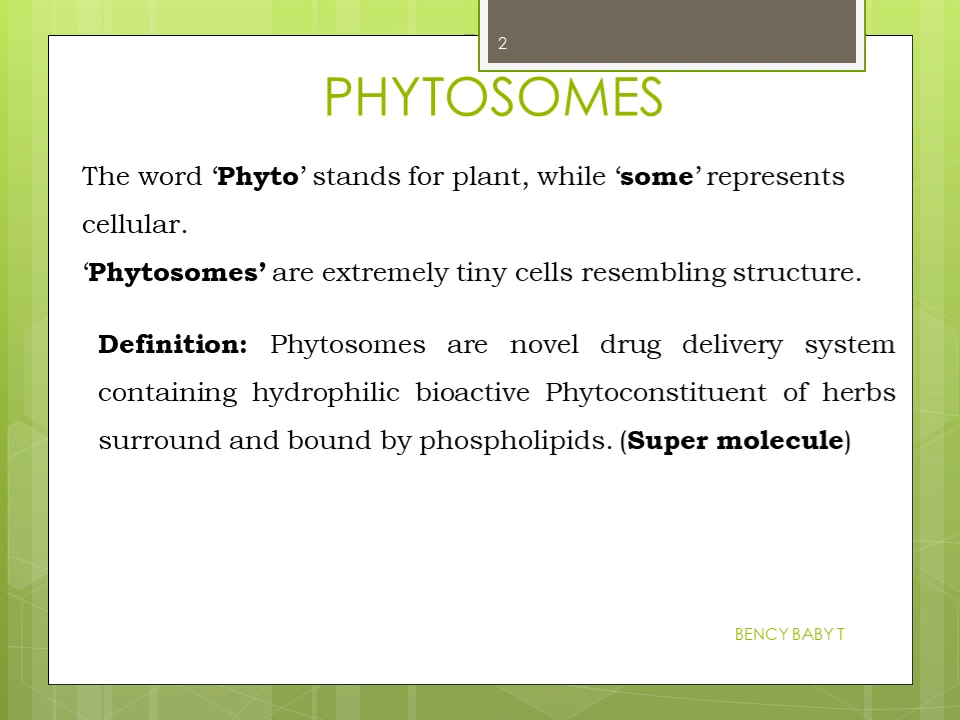 2
PHYTOSOMES
The word ‘Phyto’ stands for plant, while ‘some’ represents
cellular.
‘Phytosomes’ are extremely tiny cells resembling structure.
Definition: Phytosomes are novel drug delivery system
containing hydrophilic bioactive Phytoconstituent of herbs
surround and bound by phospholipids. (Super molecule)
BENCY BABY T